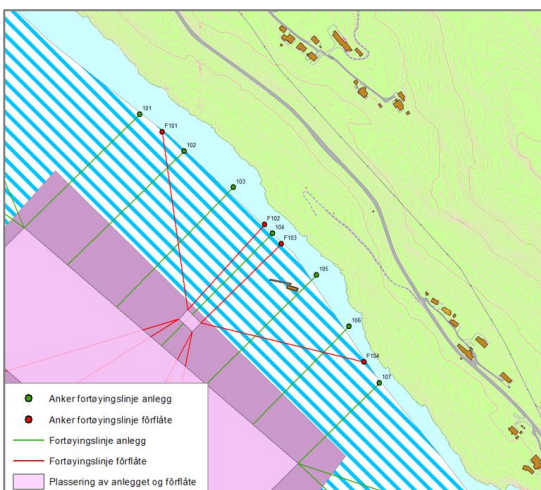 101
F101
102
103
F102
104
F103
105
106
F104
107
Anker fortøyingslinje anlegg
Anker fortøyingslinje fôrflåte
Fortøyingslinje anlegg
Fortøyingslinje fôrflåte
Plassering av anlegget og fôrflåte